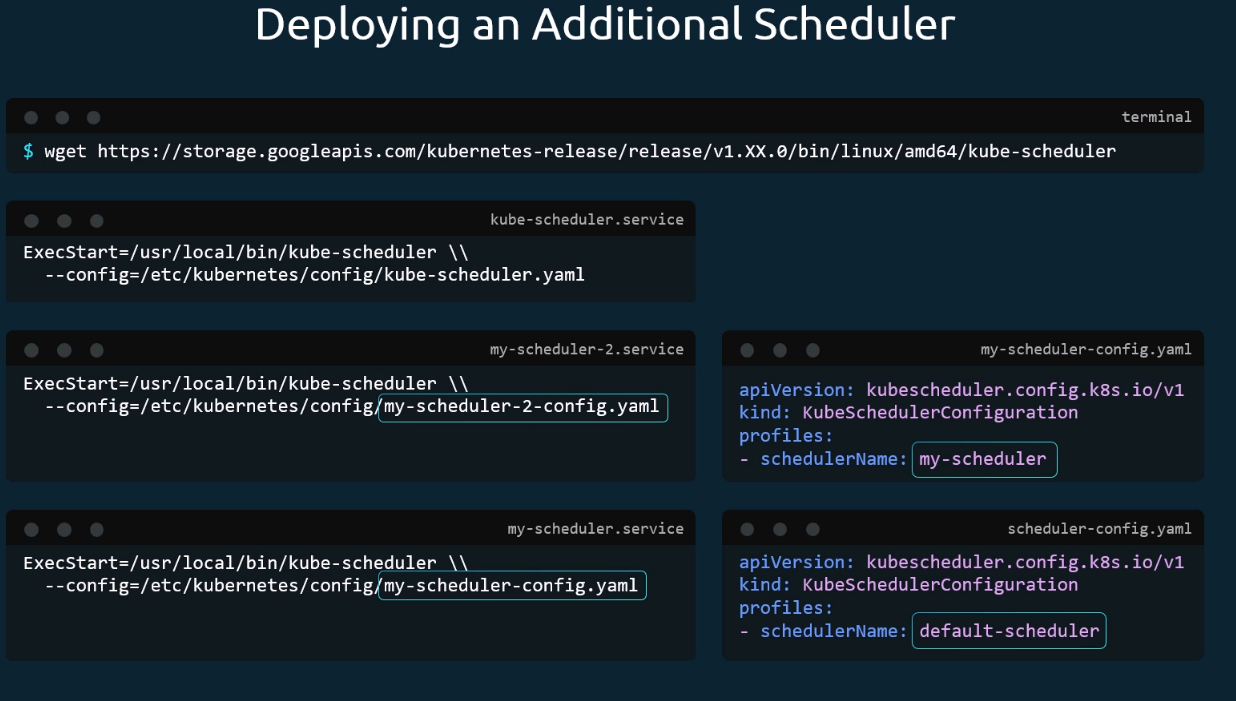 Deploying an Additional Scheduler
terminal
$ wget https://storage.googleapis.com/kubernetes-release/release/v1.XX.0/bin/linux/amd64/kube-scheduler
kube-scheduler.service
ExecStart=/usr/local/bin/kube-scheduler \\
--config=/etc/kubernetes/config/kube-scheduler.yaml
my-scheduler-2.service
ExecStart=/usr/local/bin/kube-scheduler \\
--config=/etc/kubernetes/config/my-scheduler-2-config.yaml
my-scheduler-config.yaml
apiVersion: kubescheduler.config.k8s.io/v1
kind: KubeSchedulerConfiguration
profiles:
- schedulerName: my-scheduler
my-scheduler.service
ExecStart=/usr/local/bin/kube-scheduler \\
--config=/etc/kubernetes/config/my-scheduler-config.yaml
scheduler-config.yaml
apiVersion: kubescheduler.config.k8s.io/v1
kind: KubeSchedulerConfiguration
profiles:
- schedulerName: default-scheduler